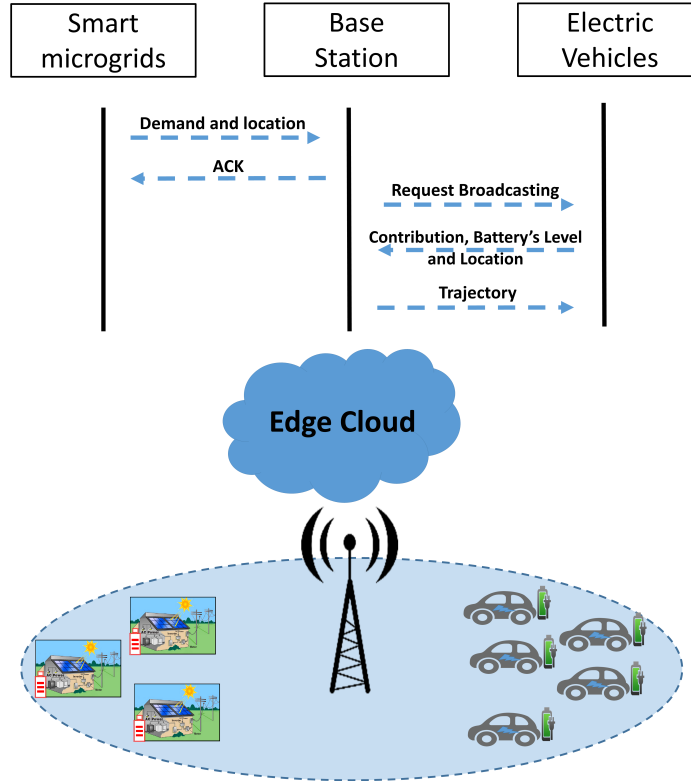 Smart
microgrids
Base
Station
Electric
Vehicles
Demand and location
ACK
Request Broadcasting
Contribution, Battery's Level
and Location
Trajectory
Edge Cloud